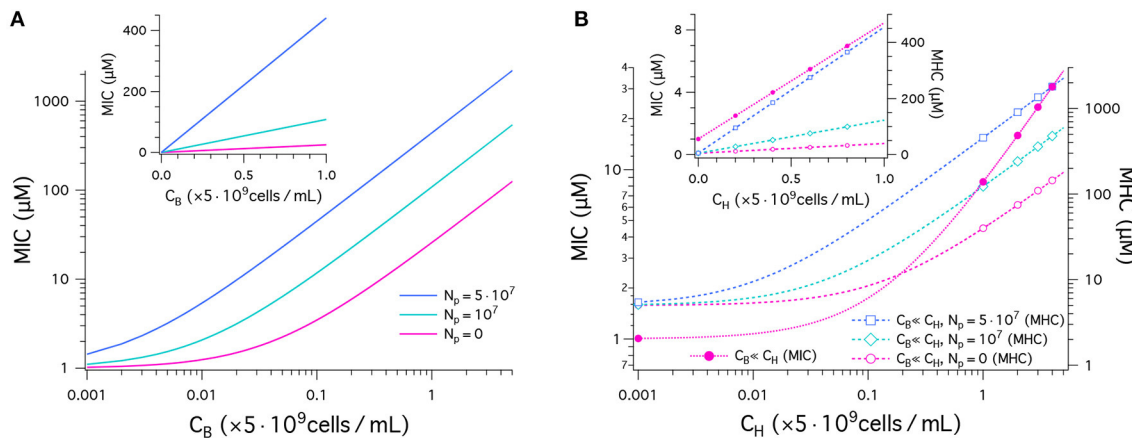 A
400
200
0
MIC (μM)
0.0
0.5
1.0
C_B (×5·10⁹cells / mL)
1000
100
10
1
MIC (μM)
N_p = 5·10⁷
N_p = 10⁷
N_p = 0
0.001
0.01
0.1
1
C_B (×5·10⁹cells / mL)
B
8
6
4
2
0
MIC (μM)
400
200
0
MHC (μM)
0.0
0.5
1.0
C_H (×5·10⁹cells / mL)
4
3
2
10
7
6
5
4
3
2
1
7
MIC (μM)
1000
100
10
1
MHC (μM)
C_B≪ C_H, N_p = 5·10⁷ (MHC)
C_B≪ C_H, N_p = 10⁷ (MHC)
C_B≪ C_H (MIC)
C_B≪ C_H, N_p = 0 (MHC)
0.001
0.01
0.1
1
C_H (×5·10⁹cells / mL)